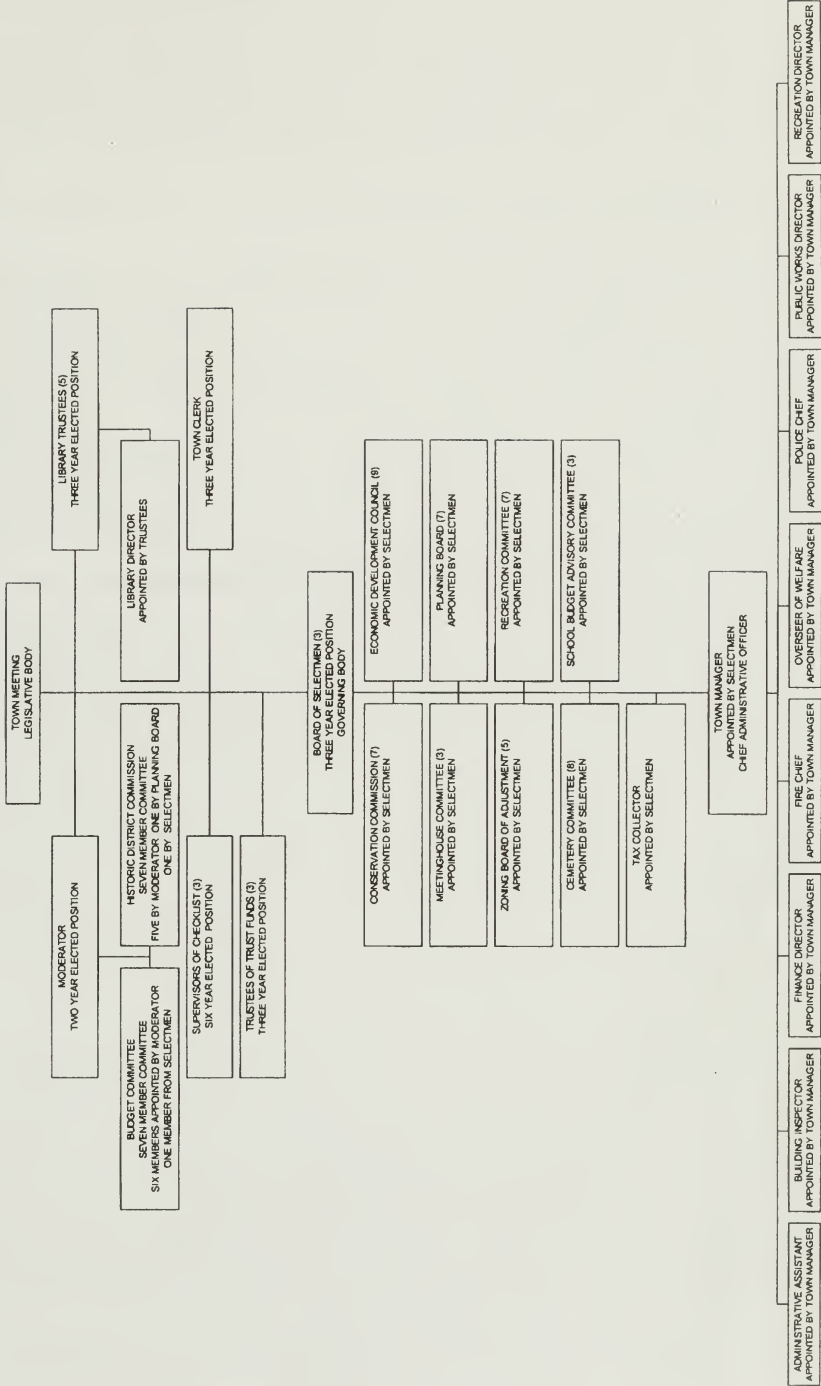 TOWN MEETING
LEGISLATIVE BODY
MODERATOR
TWO YEAR ELECTED POSITION
LIBRARY TRUSTEES (5)
THREE YEAR ELECTED POSITION
BUDGET COMMITTEE
SEVEN MEMBER COMMITTEE
SIX MEMBERS APPOINTED BY MODERATOR
ONE MEMBER FROM SELECTMEN
HISTORIC DISTRICT COMMISSION
SEVEN MEMBER COMMITTEE
FIVE BY MODERATOR ONE BY PLANNING BOARD
ONE BY SELECTMEN
LIBRARY DIRECTOR
APPOINTED BY TRUSTEES
SUPERVISORS OF CHECKLIST (3)
SIX YEAR ELECTED POSITION
TOWN CLERK
THREE YEAR ELECTED POSITION
TRUSTEES OF TRUST FUNDS (3)
THREE YEAR ELECTED POSITION
BOARD OF SELECTMEN (3)
THREE YEAR ELECTED POSITION
GOVERNING BODY
CONSERVATION COMMISSION (7)
APPOINTED BY SELECTMEN
ECONOMIC DEVELOPMENT COUNCIL (9)
APPOINTED BY SELECTMEN
MEETINGHOUSE COMMITTEE (3)
APPOINTED BY SELECTMEN
PLANNING BOARD (7)
APPOINTED BY SELECTMEN
ZONING BOARD OF ADJUSTMENT (5)
APPOINTED BY SELECTMEN
RECREATION COMMITTEE (7)
APPOINTED BY SELECTMEN
CEMETERY COMMITTEE (8)
APPOINTED BY SELECTMEN
SCHOOL BUDGET ADVISORY COMMITTEE (3)
APPOINTED BY SELECTMEN
TAX COLLECTOR
APPOINTED BY SELECTMEN
TOWN MANAGER
APPOINTED BY SELECTMEN
CHIEF ADMINISTRATIVE OFFICER
ADMINISTRATIVE ASSISTANT
APPOINTED BY TOWN MANAGER
BUILDING INSPECTOR
APPOINTED BY TOWN MANAGER
FINANCE DIRECTOR
APPOINTED BY TOWN MANAGER
FIRE CHIEF
APPOINTED BY TOWN MANAGER
OVERSEER OF WELFARE
APPOINTED BY TOWN MANAGER
POLICE CHIEF
APPOINTED BY TOWN MANAGER
PUBLIC WORKS DIRECTOR
APPOINTED BY TOWN MANAGER
RECREATION DIRECTOR
APPOINTED BY TOWN MANAGER